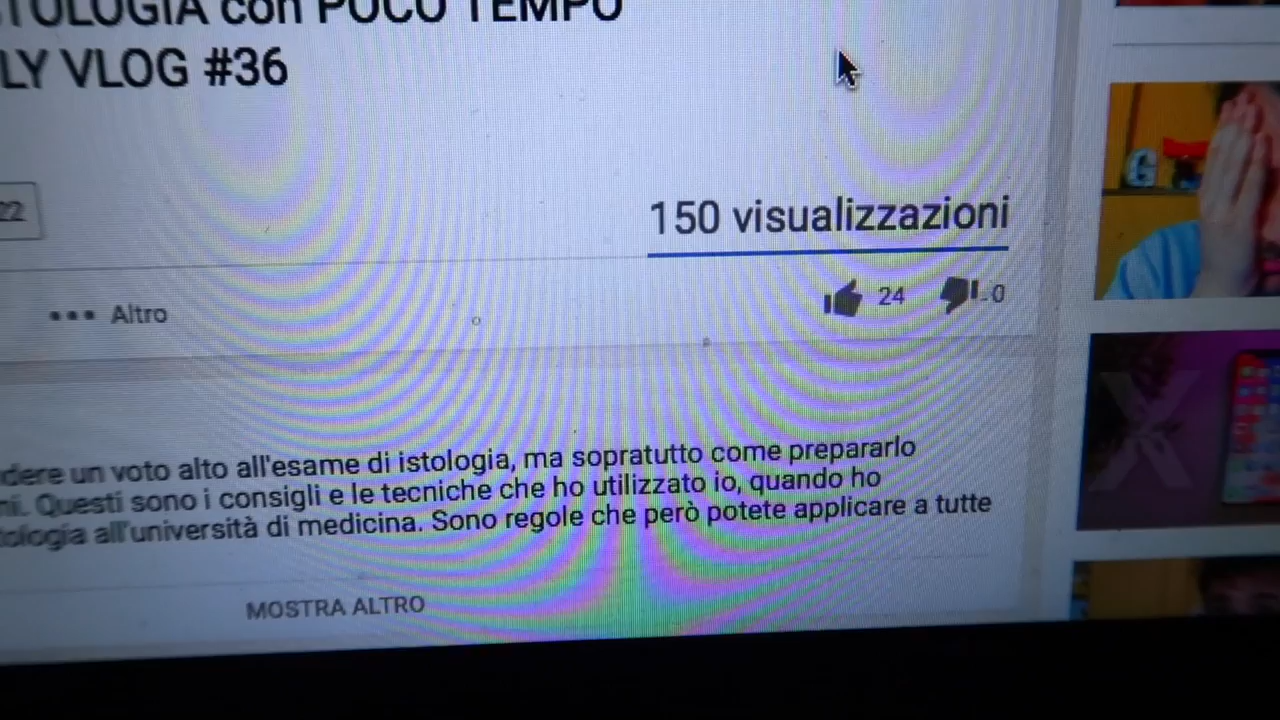 TOLOGIA con POCO TEMPO
LY VLOG #36
22
150 visualizzazioni
24
0
••• Altro
dere un voto alto all'esame di istologia, ma sopratutto come prepararlo
ni. Questi sono i consigli e le tecniche che ho utilizzato io, quando ho
tologia all'università di medicina. Sono regole che però potete applicare a tutte
MOSTRA ALTRO
G
X